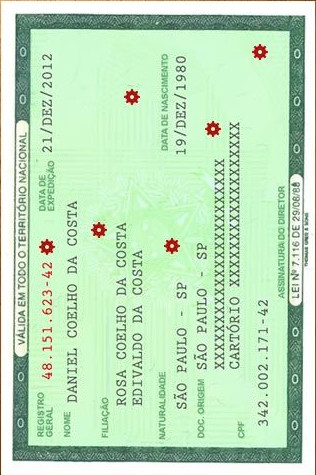 VÁLIDA EM TODO O TERRITÓRIO NACIONAL
REGISTRO GERAL 48.151.623-42 DATA DE EXPEDIÇÃO 21/DEZ/2012
NOME
DANIEL COELHO DA COSTA
FILIAÇÃO
ROSA COELHO DA COSTA
EDIVALDO DA COSTA
NATURALIDADE DATA DE NASCIMENTO
SÃO PAULO - SP 19/DEZ/1980
DOC. ORIGEM SÃO PAULO - SP
XXXXXXXXXXXXXXXXXXXXXXX
CARTÓRIO XXXXXXXXXXXXXXXXX
CPF
342.002.171-42
ASSINATURA DO DIRETOR
LEI Nº 7.116 DE 29/08/83